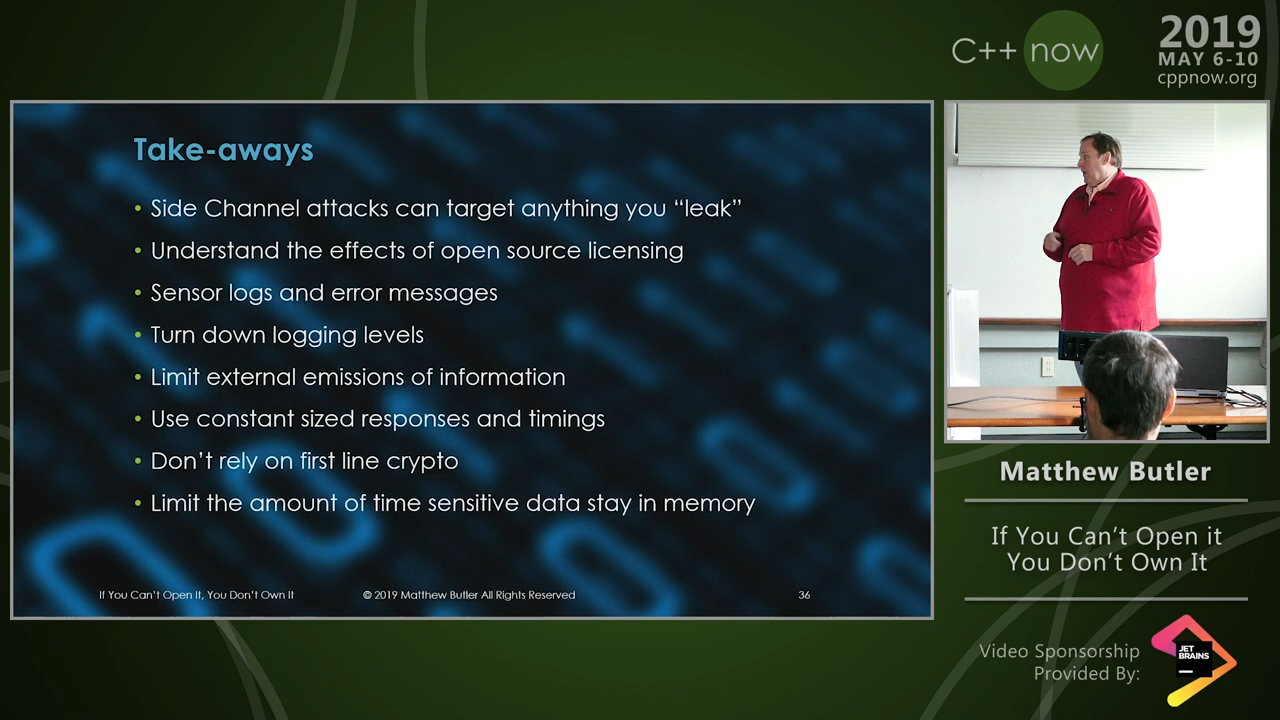 C++ now
2019
MAY 6-10
cppnow.org
Take-aways
• Side Channel attacks can target anything you “leak”
• Understand the effects of open source licensing
• Sensor logs and error messages
• Turn down logging levels
• Limit external emissions of information
• Use constant sized responses and timings
• Don’t rely on first line crypto
• Limit the amount of time sensitive data stay in memory
If You Can’t Open It, You Don’t Own It
© 2019 Matthew Butler All Rights Reserved
36
Matthew Butler
If You Can’t Open it
You Don’t Own It
Video Sponsorship
Provided By:
JET
BRAINS